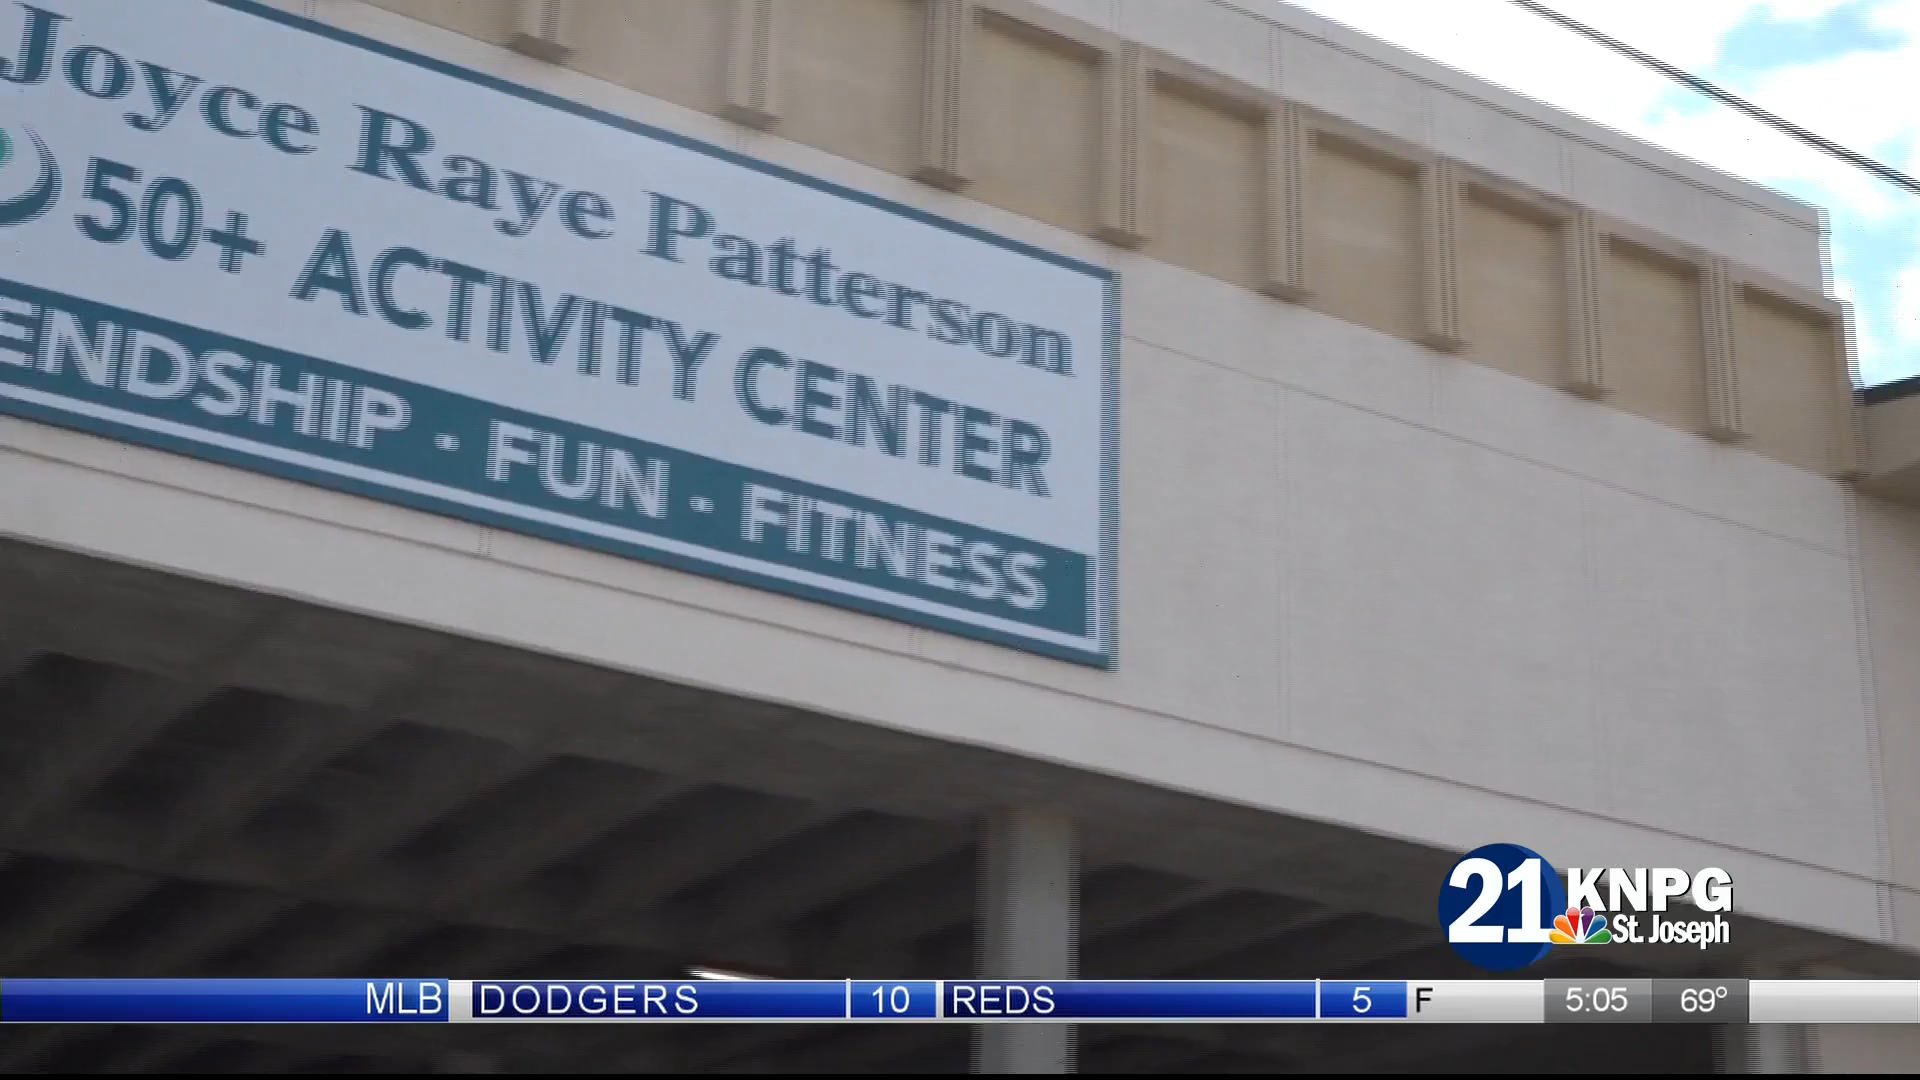 Joyce Raye Patterson
50+ ACTIVITY CENTER
ENDSHIP · FUN · FITNESS
21 KNPG
St. Joseph
MLB DODGERS 10 REDS 5 F 5:05 69°